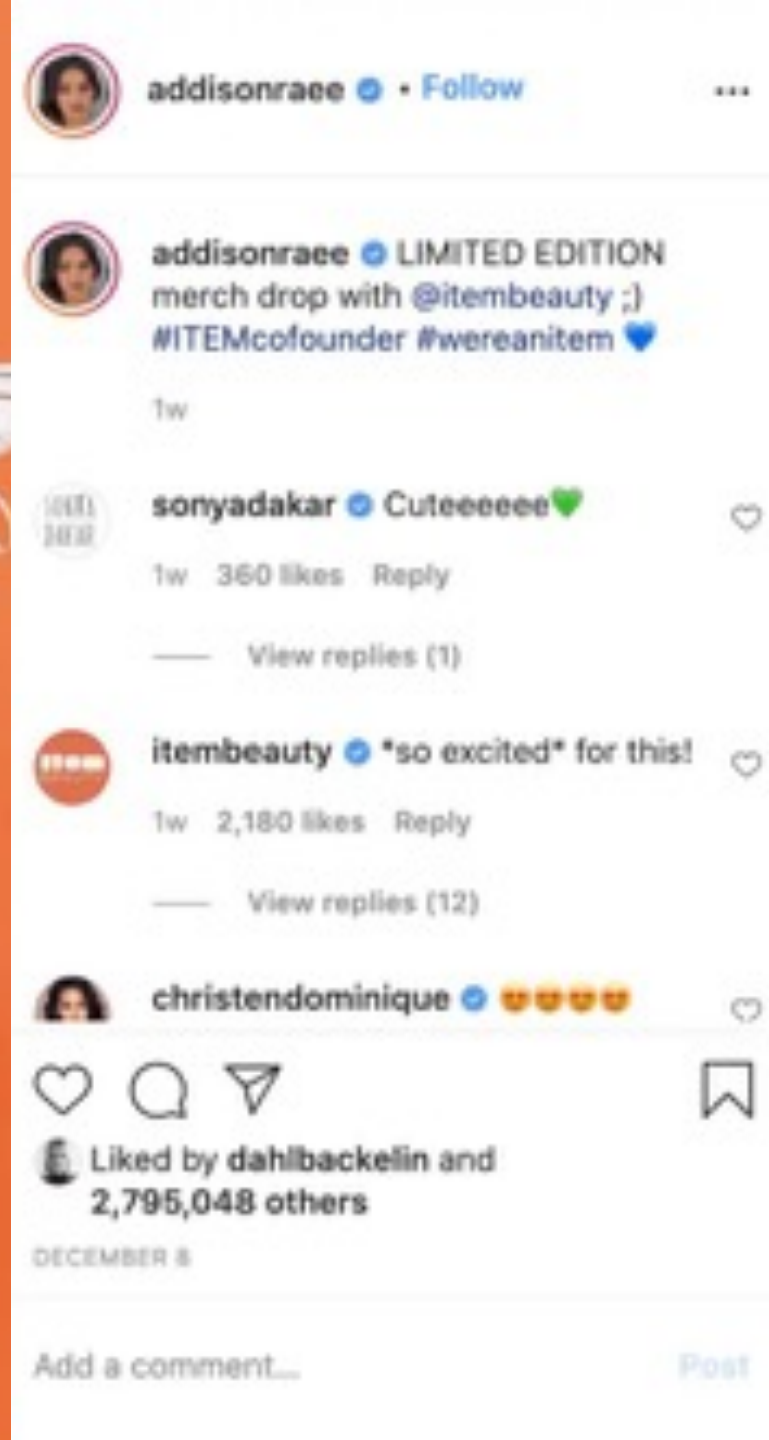 addisonraee • Follow
addisonraee LIMITED EDITION
merch drop with @itembeauty ;)
#ITEMcofounder #wereanitem 💙
1w
sonyadakar Cuteeeeee💚
1w 360 likes Reply
View replies (1)
itembeauty *so excited* for this!
1w 2,180 likes Reply
View replies (12)
christendominique 😍😍😍😍
Liked by dahlbackelin and
2,795,048 others
DECEMBER 8
Add a comment...
Post